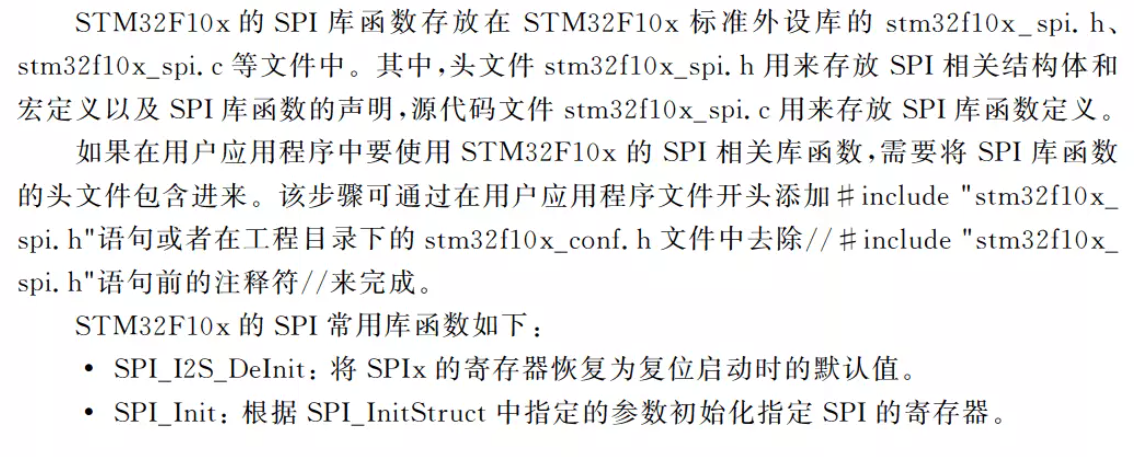 STM32F10x 的 SPI 库函数存放在 STM32F10x 标准外设库的 stm32f10x_spi.h、
stm32f10x_spi.c 等文件中。其中,头文件 stm32f10x_spi.h 用来存放 SPI 相关结构体和
宏定义以及 SPI 库函数的声明,源代码文件 stm32f10x_spi.c 用来存放 SPI 库函数定义。
如果在用户应用程序中要使用 STM32F10x 的 SPI 相关库函数,需要将 SPI 库函数
的头文件包含进来。该步骤可通过在用户应用程序文件开头添加#include "stm32f10x_
spi.h"语句或者在工程目录下的 stm32f10x_conf.h 文件中去除//#include "stm32f10x_
spi.h"语句前的注释符//来完成。
STM32F10x 的 SPI 常用库函数如下:
• SPI_I2S_DeInit: 将 SPIx 的寄存器恢复为复位启动时的默认值。
• SPI_Init: 根据 SPI_InitStruct 中指定的参数初始化指定 SPI 的寄存器。